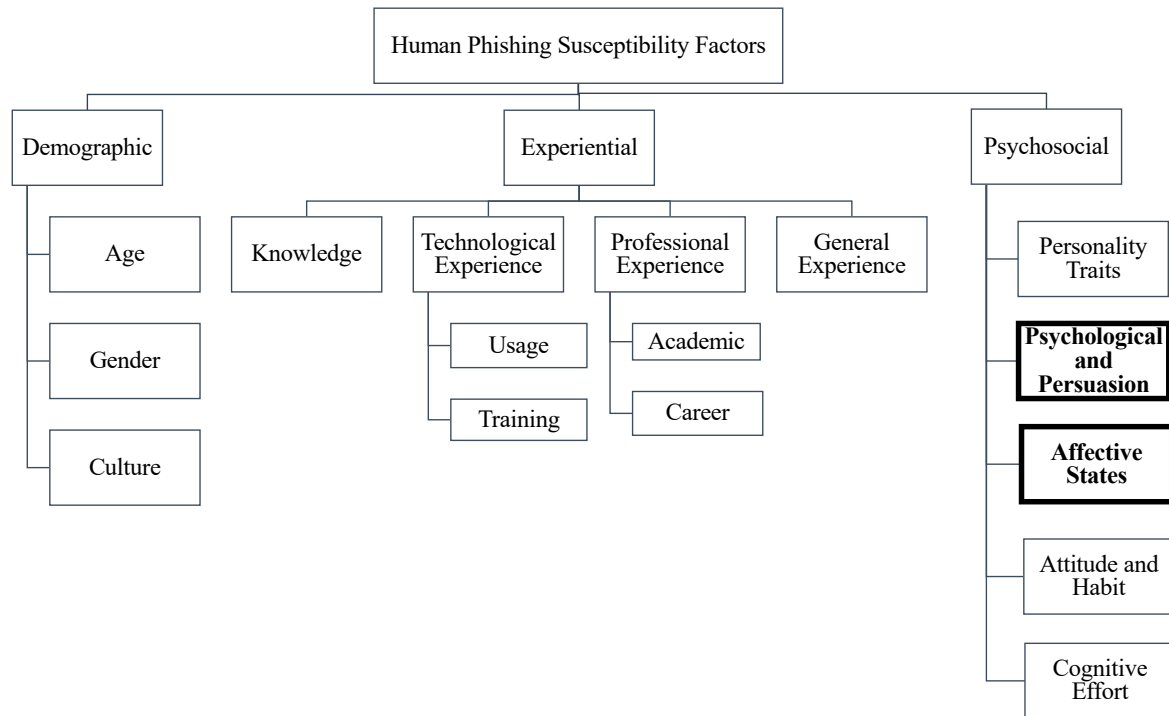 Human Phishing Susceptibility Factors
Demographic
Experiential
Psychosocial
Age
Gender
Culture
Knowledge
Technological
Experience
Usage
Training
Professional
Experience
Academic
Career
General
Experience
Personality
Traits
Psychological
and
Persuasion
Affective
States
Attitude and
Habit
Cognitive
Effort